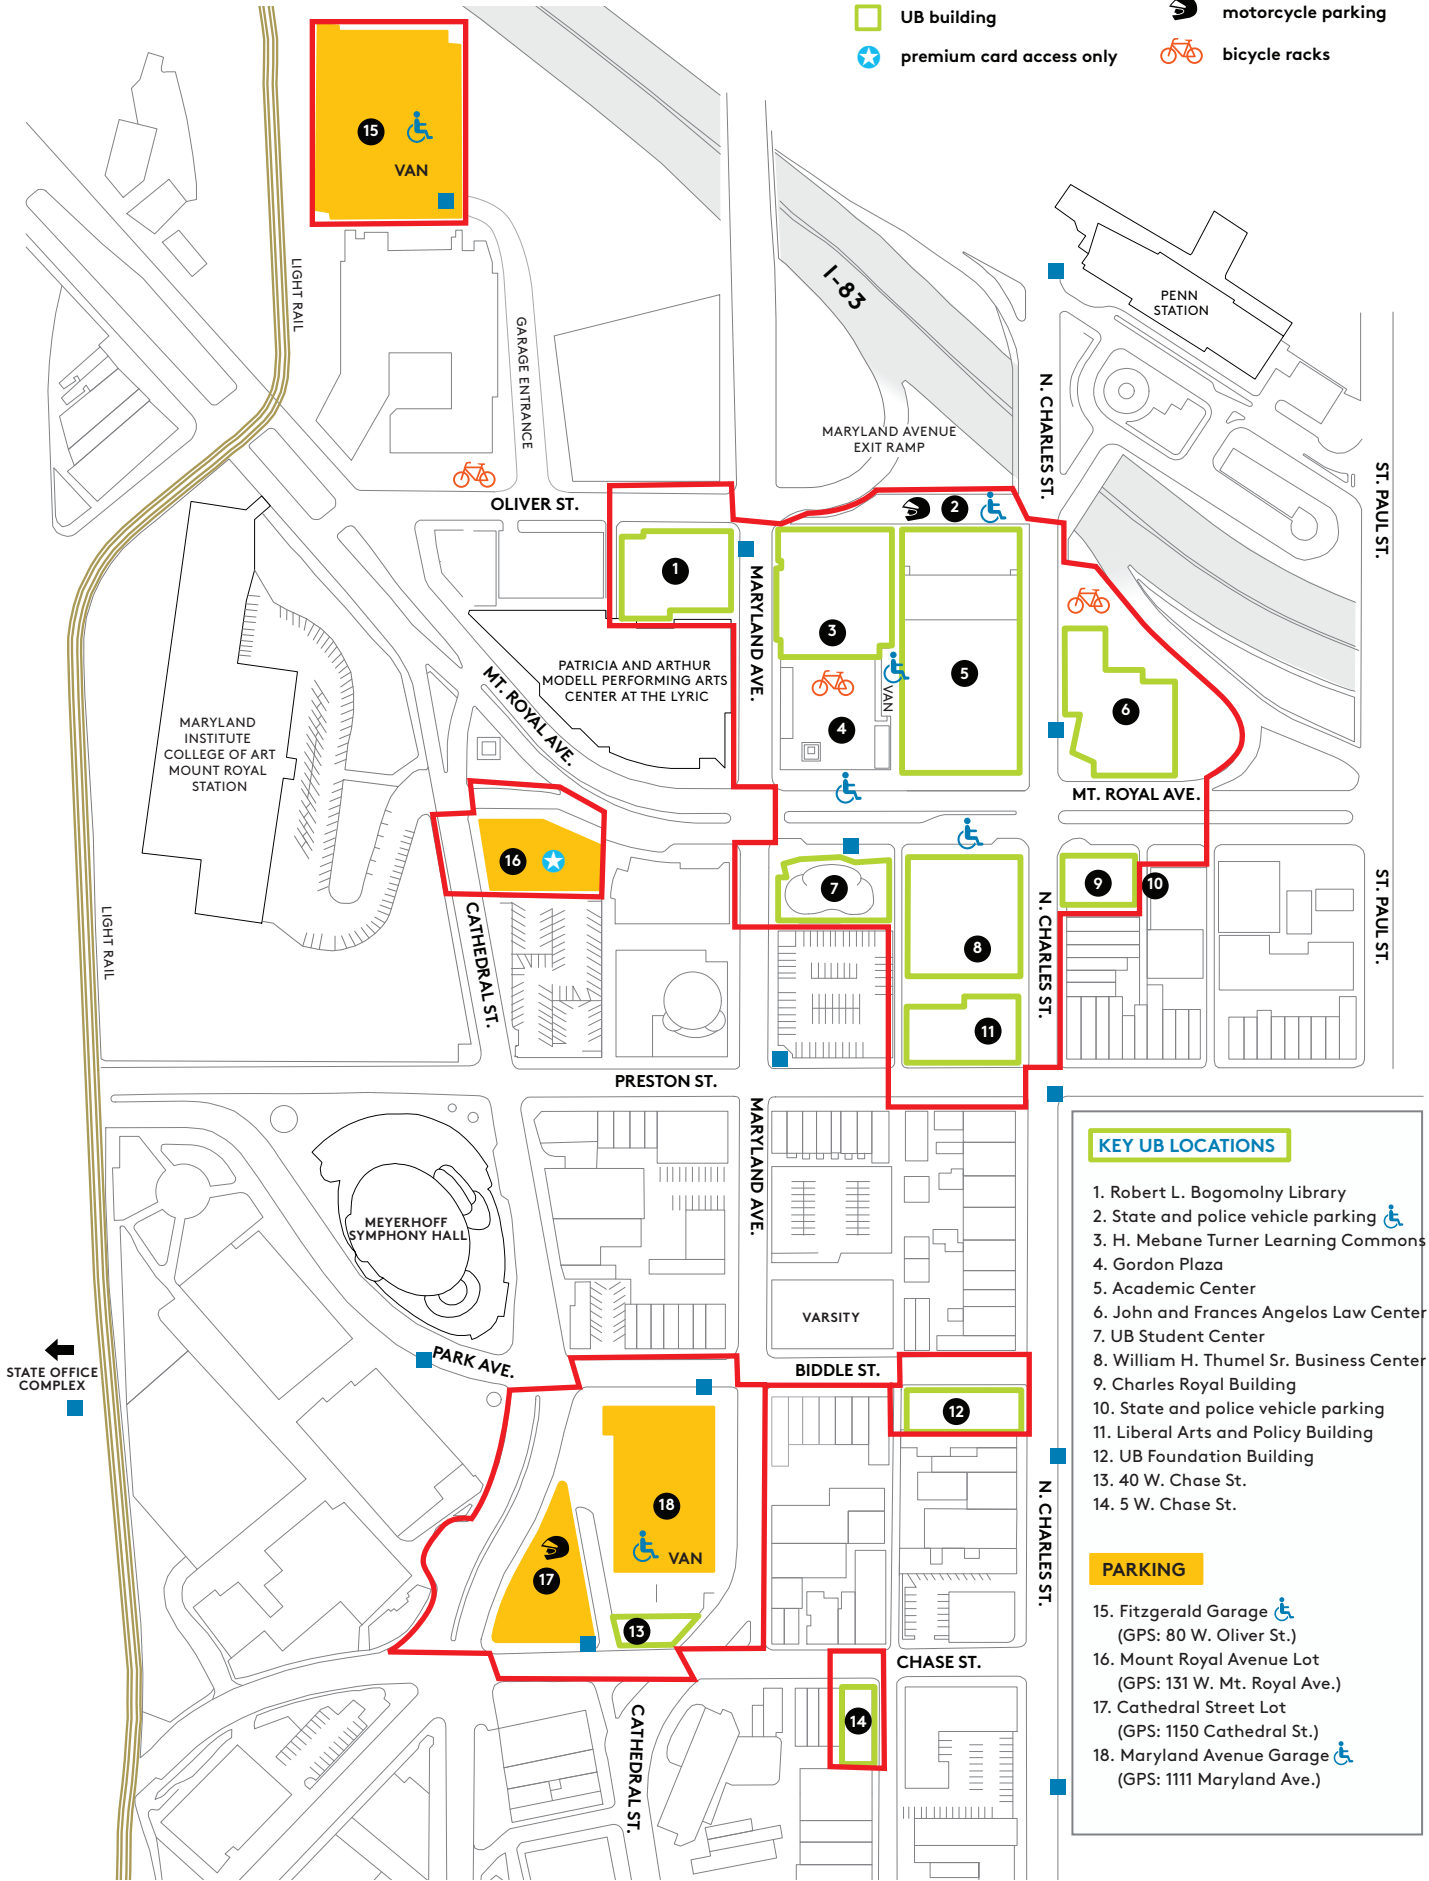 UB building
motorcycle parking
premium card access only
bicycle racks
15
VAN
LIGHT RAIL
GARAGE ENTRANCE
I-83
PENN
STATION
N. CHARLES ST.
MARYLAND AVENUE
EXIT RAMP
ST. PAUL ST.
OLIVER ST.
2
1
MARYLAND AVE.
3
5
6
PATRICIA AND ARTHUR
MODELL PERFORMING ARTS
CENTER AT THE LYRIC
MT. ROYAL AVE.
VAN
4
MARYLAND
INSTITUTE
COLLEGE OF ART
MOUNT ROYAL
STATION
MT. ROYAL AVE.
16
7
9
10
8
11
CATHEDRAL ST.
N. CHARLES ST.
ST. PAUL ST.
LIGHT RAIL
PRESTON ST.
MARYLAND AVE.
MEYERHOFF
SYMPHONY HALL
VARSITY
PARK AVE.
BIDDLE ST.
STATE OFFICE
COMPLEX
12
18
VAN
17
13
N. CHARLES ST.
CHASE ST.
14
CATHEDRAL ST.
KEY UB LOCATIONS
1. Robert L. Bogomolny Library
2. State and police vehicle parking
3. H. Mebane Turner Learning Commons
4. Gordon Plaza
5. Academic Center
6. John and Frances Angelos Law Center
7. UB Student Center
8. William H. Thumel Sr. Business Center
9. Charles Royal Building
10. State and police vehicle parking
11. Liberal Arts and Policy Building
12. UB Foundation Building
13. 40 W. Chase St.
14. 5 W. Chase St.
PARKING
15. Fitzgerald Garage
(GPS: 80 W. Oliver St.)
16. Mount Royal Avenue Lot
(GPS: 131 W. Mt. Royal Ave.)
17. Cathedral Street Lot
(GPS: 1150 Cathedral St.)
18. Maryland Avenue Garage
(GPS: 1111 Maryland Ave.)